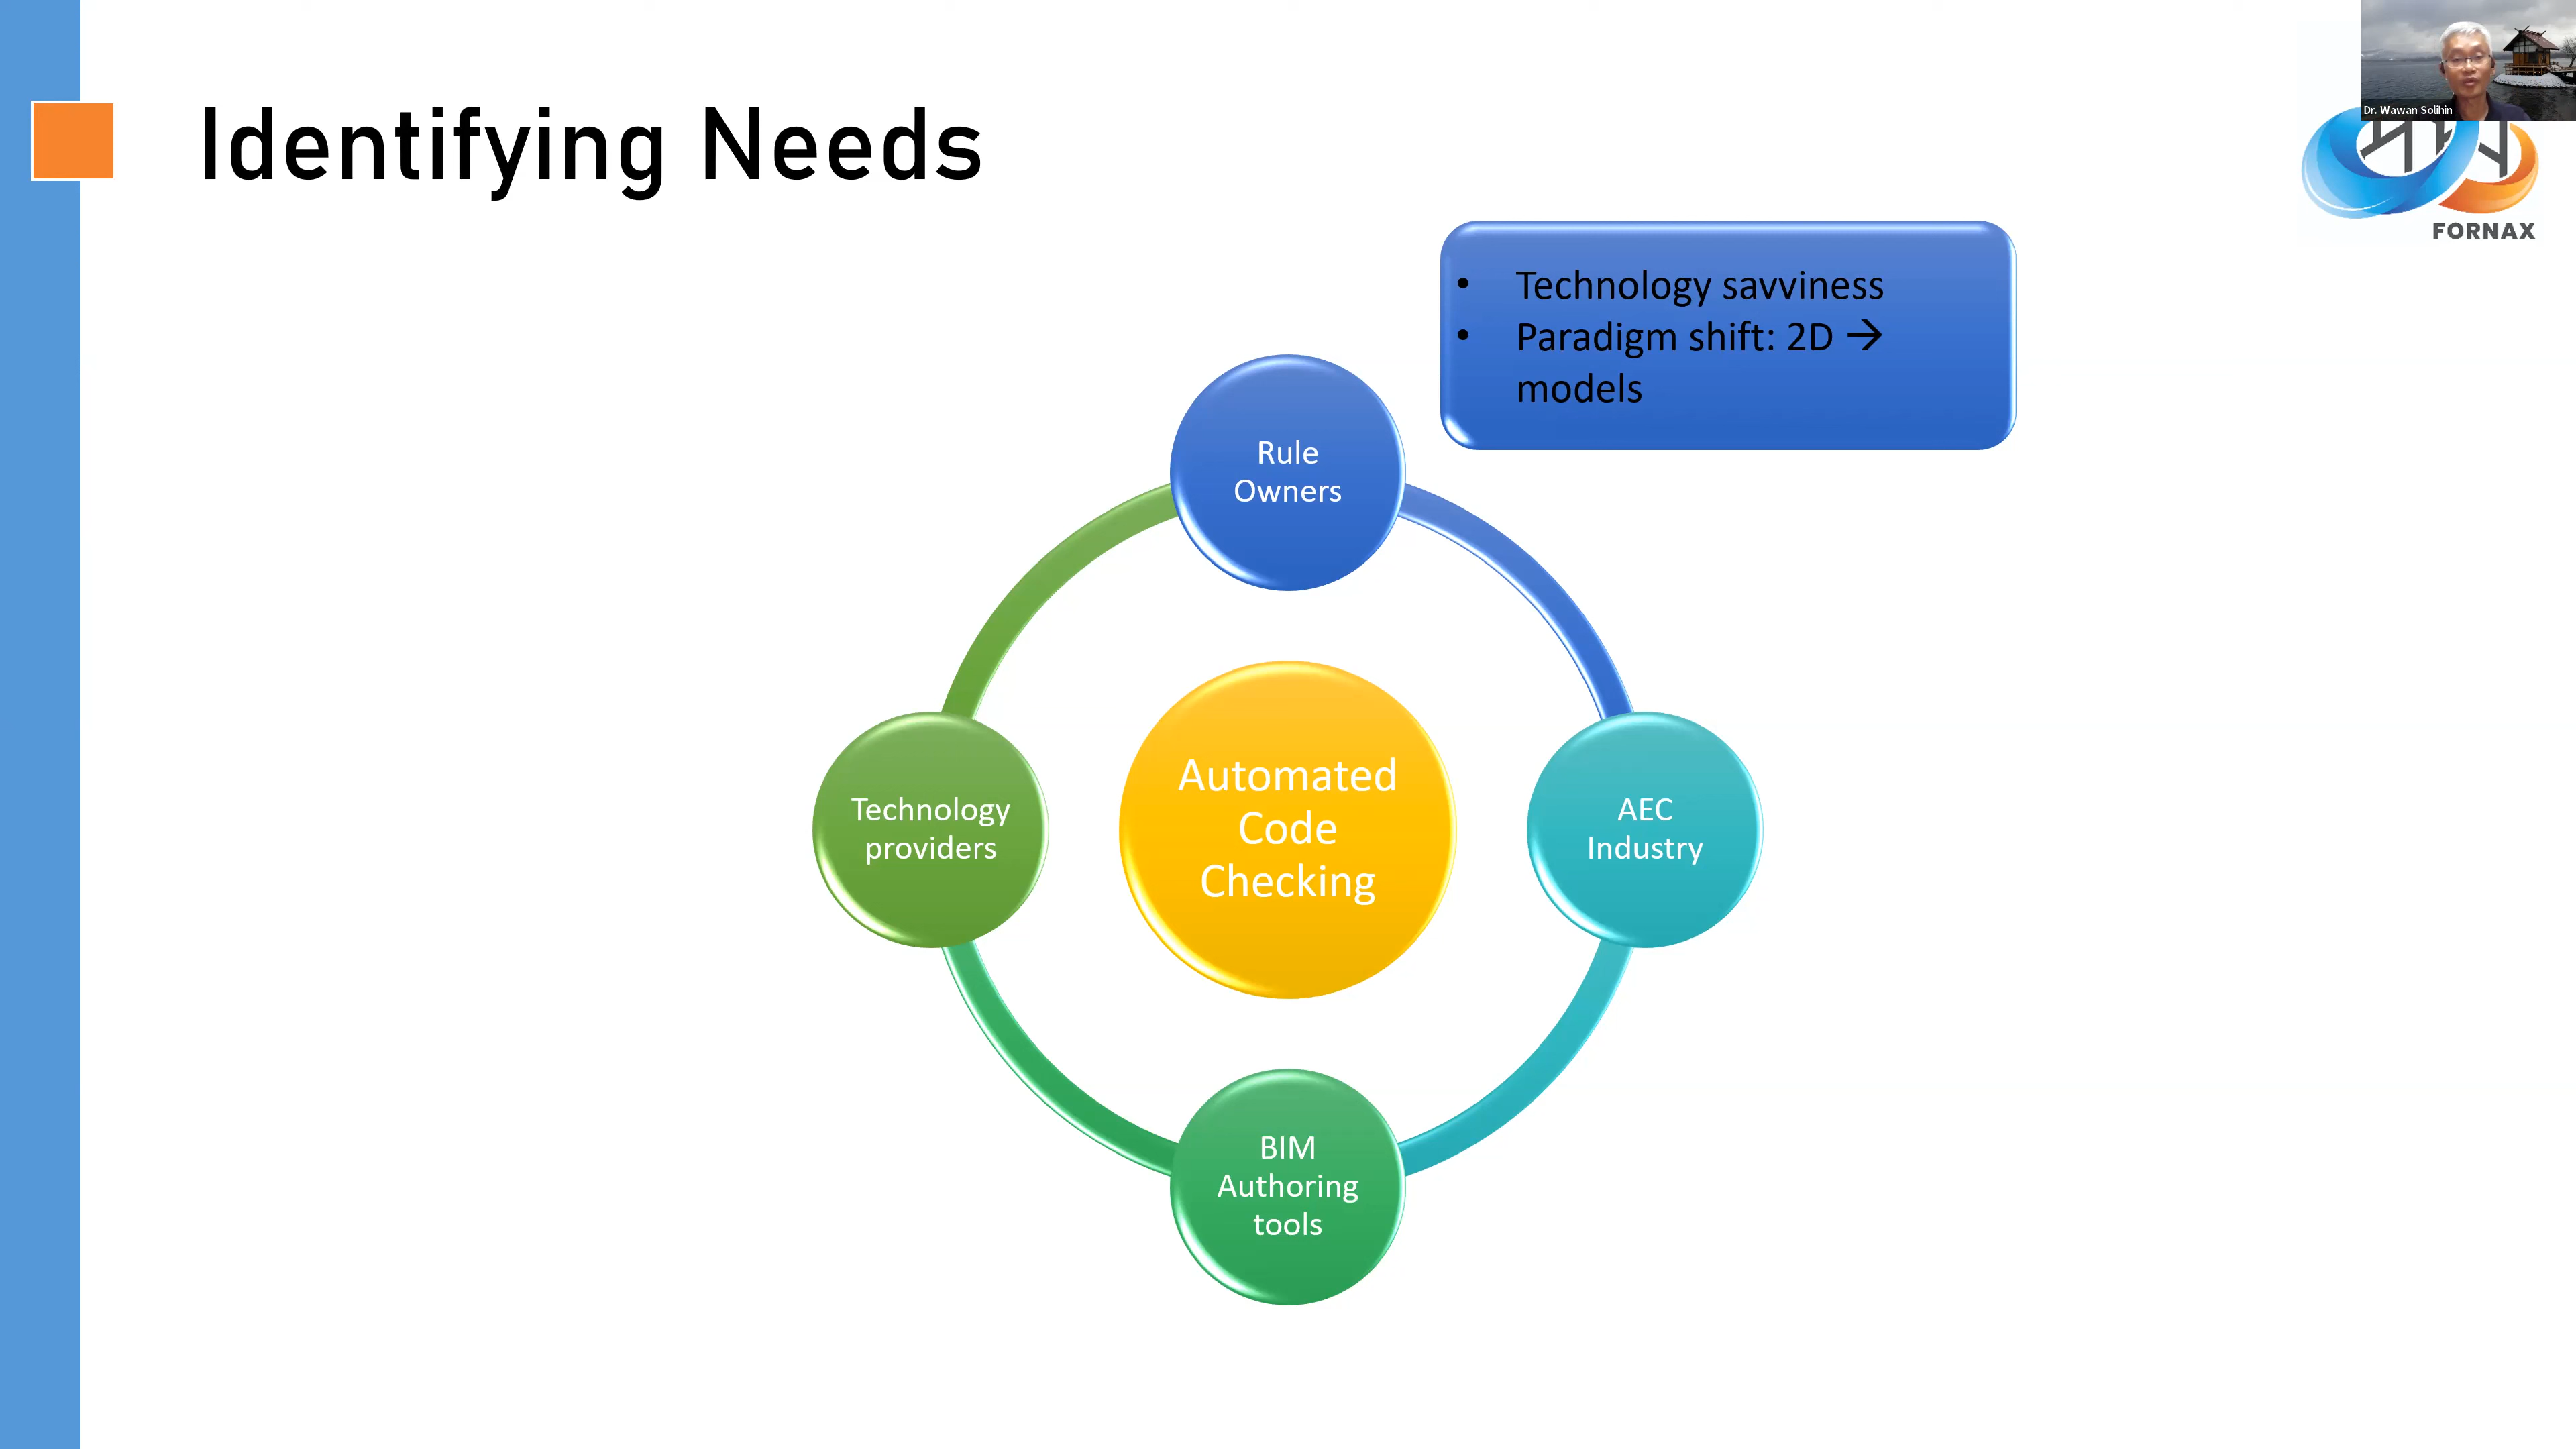 Dr. Wawan Solihin
Identifying Needs
FORNAX
• Technology savviness
• Paradigm shift: 2D →
models
Rule
Owners
Technology
providers
Automated
Code
Checking
AEC
Industry
BIM
Authoring
tools